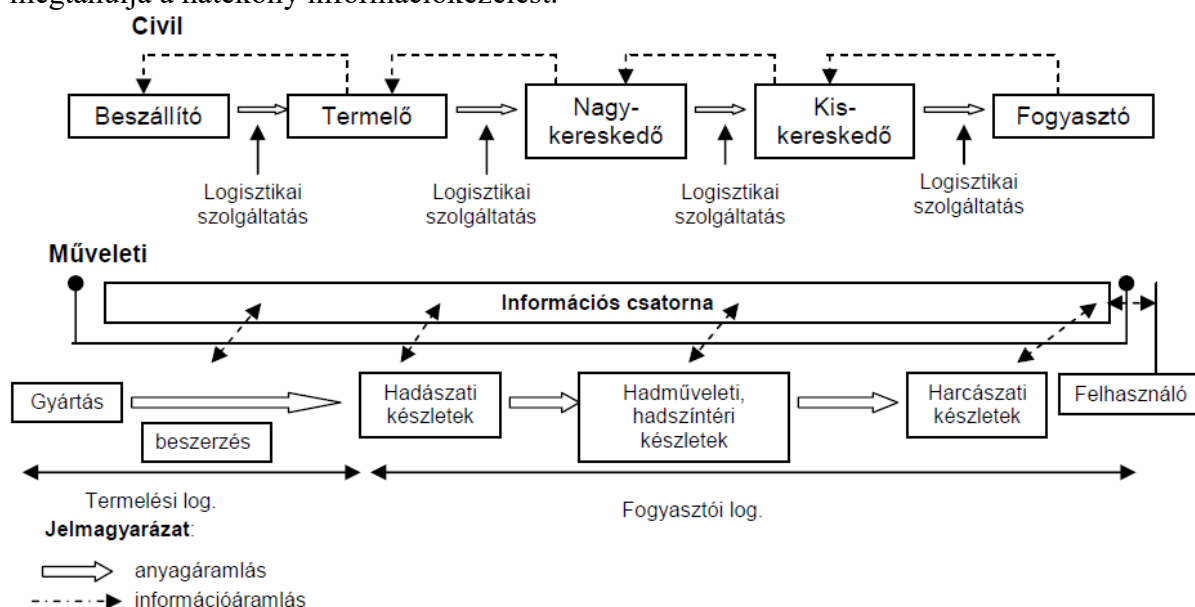 megtanulja a hatékony információkezelést.
Civil
Beszállító
Termelő
Nagy-
kereskedő
Kis-
kereskedő
Fogyasztó
Logisztikai
szolgáltatás
Logisztikai
szolgáltatás
Logisztikai
szolgáltatás
Logisztikai
szolgáltatás
Műveleti
Információs csatorna
Gyártás
beszerzés
Hadászati
készletek
Hadműveleti,
hadszíntéri
készletek
Harcászati
készletek
Felhasználó
Termelési log.
Fogyasztói log.
Jelmagyarázat:
anyagáramlás
információáramlás